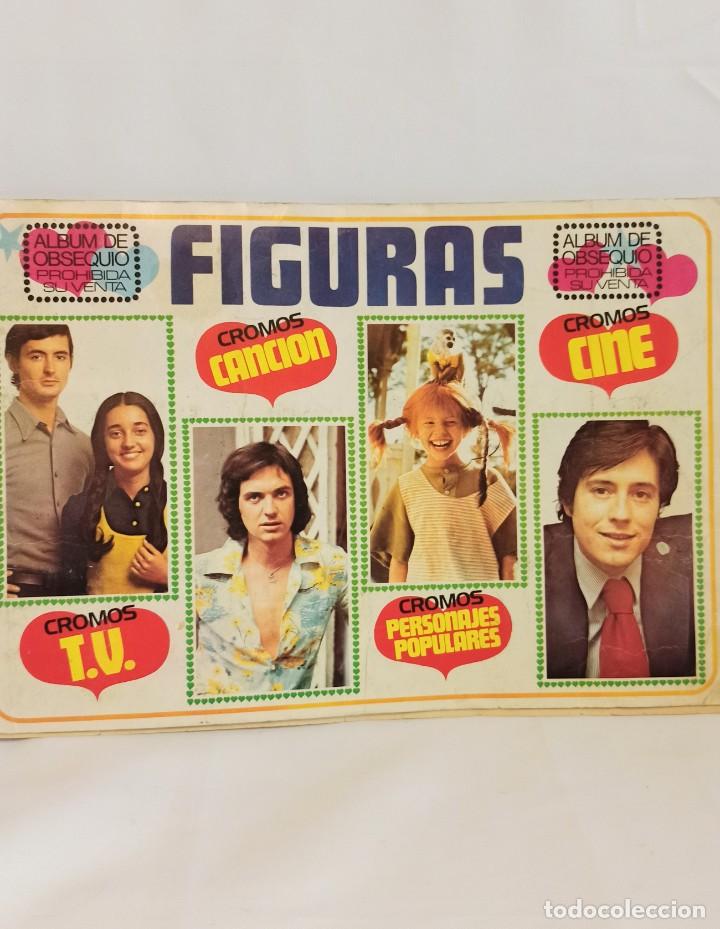 ALBUM DE
OBSEQUIO
PROHIBIDA
SU VENTA
FIGURAS
ALBUM DE
OBSEQUIO
PROHIBIDA
SU VENTA
CROMOS
CANCION
CROMOS
CINE
CROMOS
T.V.
CROMOS
PERSONAJES
POPULARES
todocoleccion